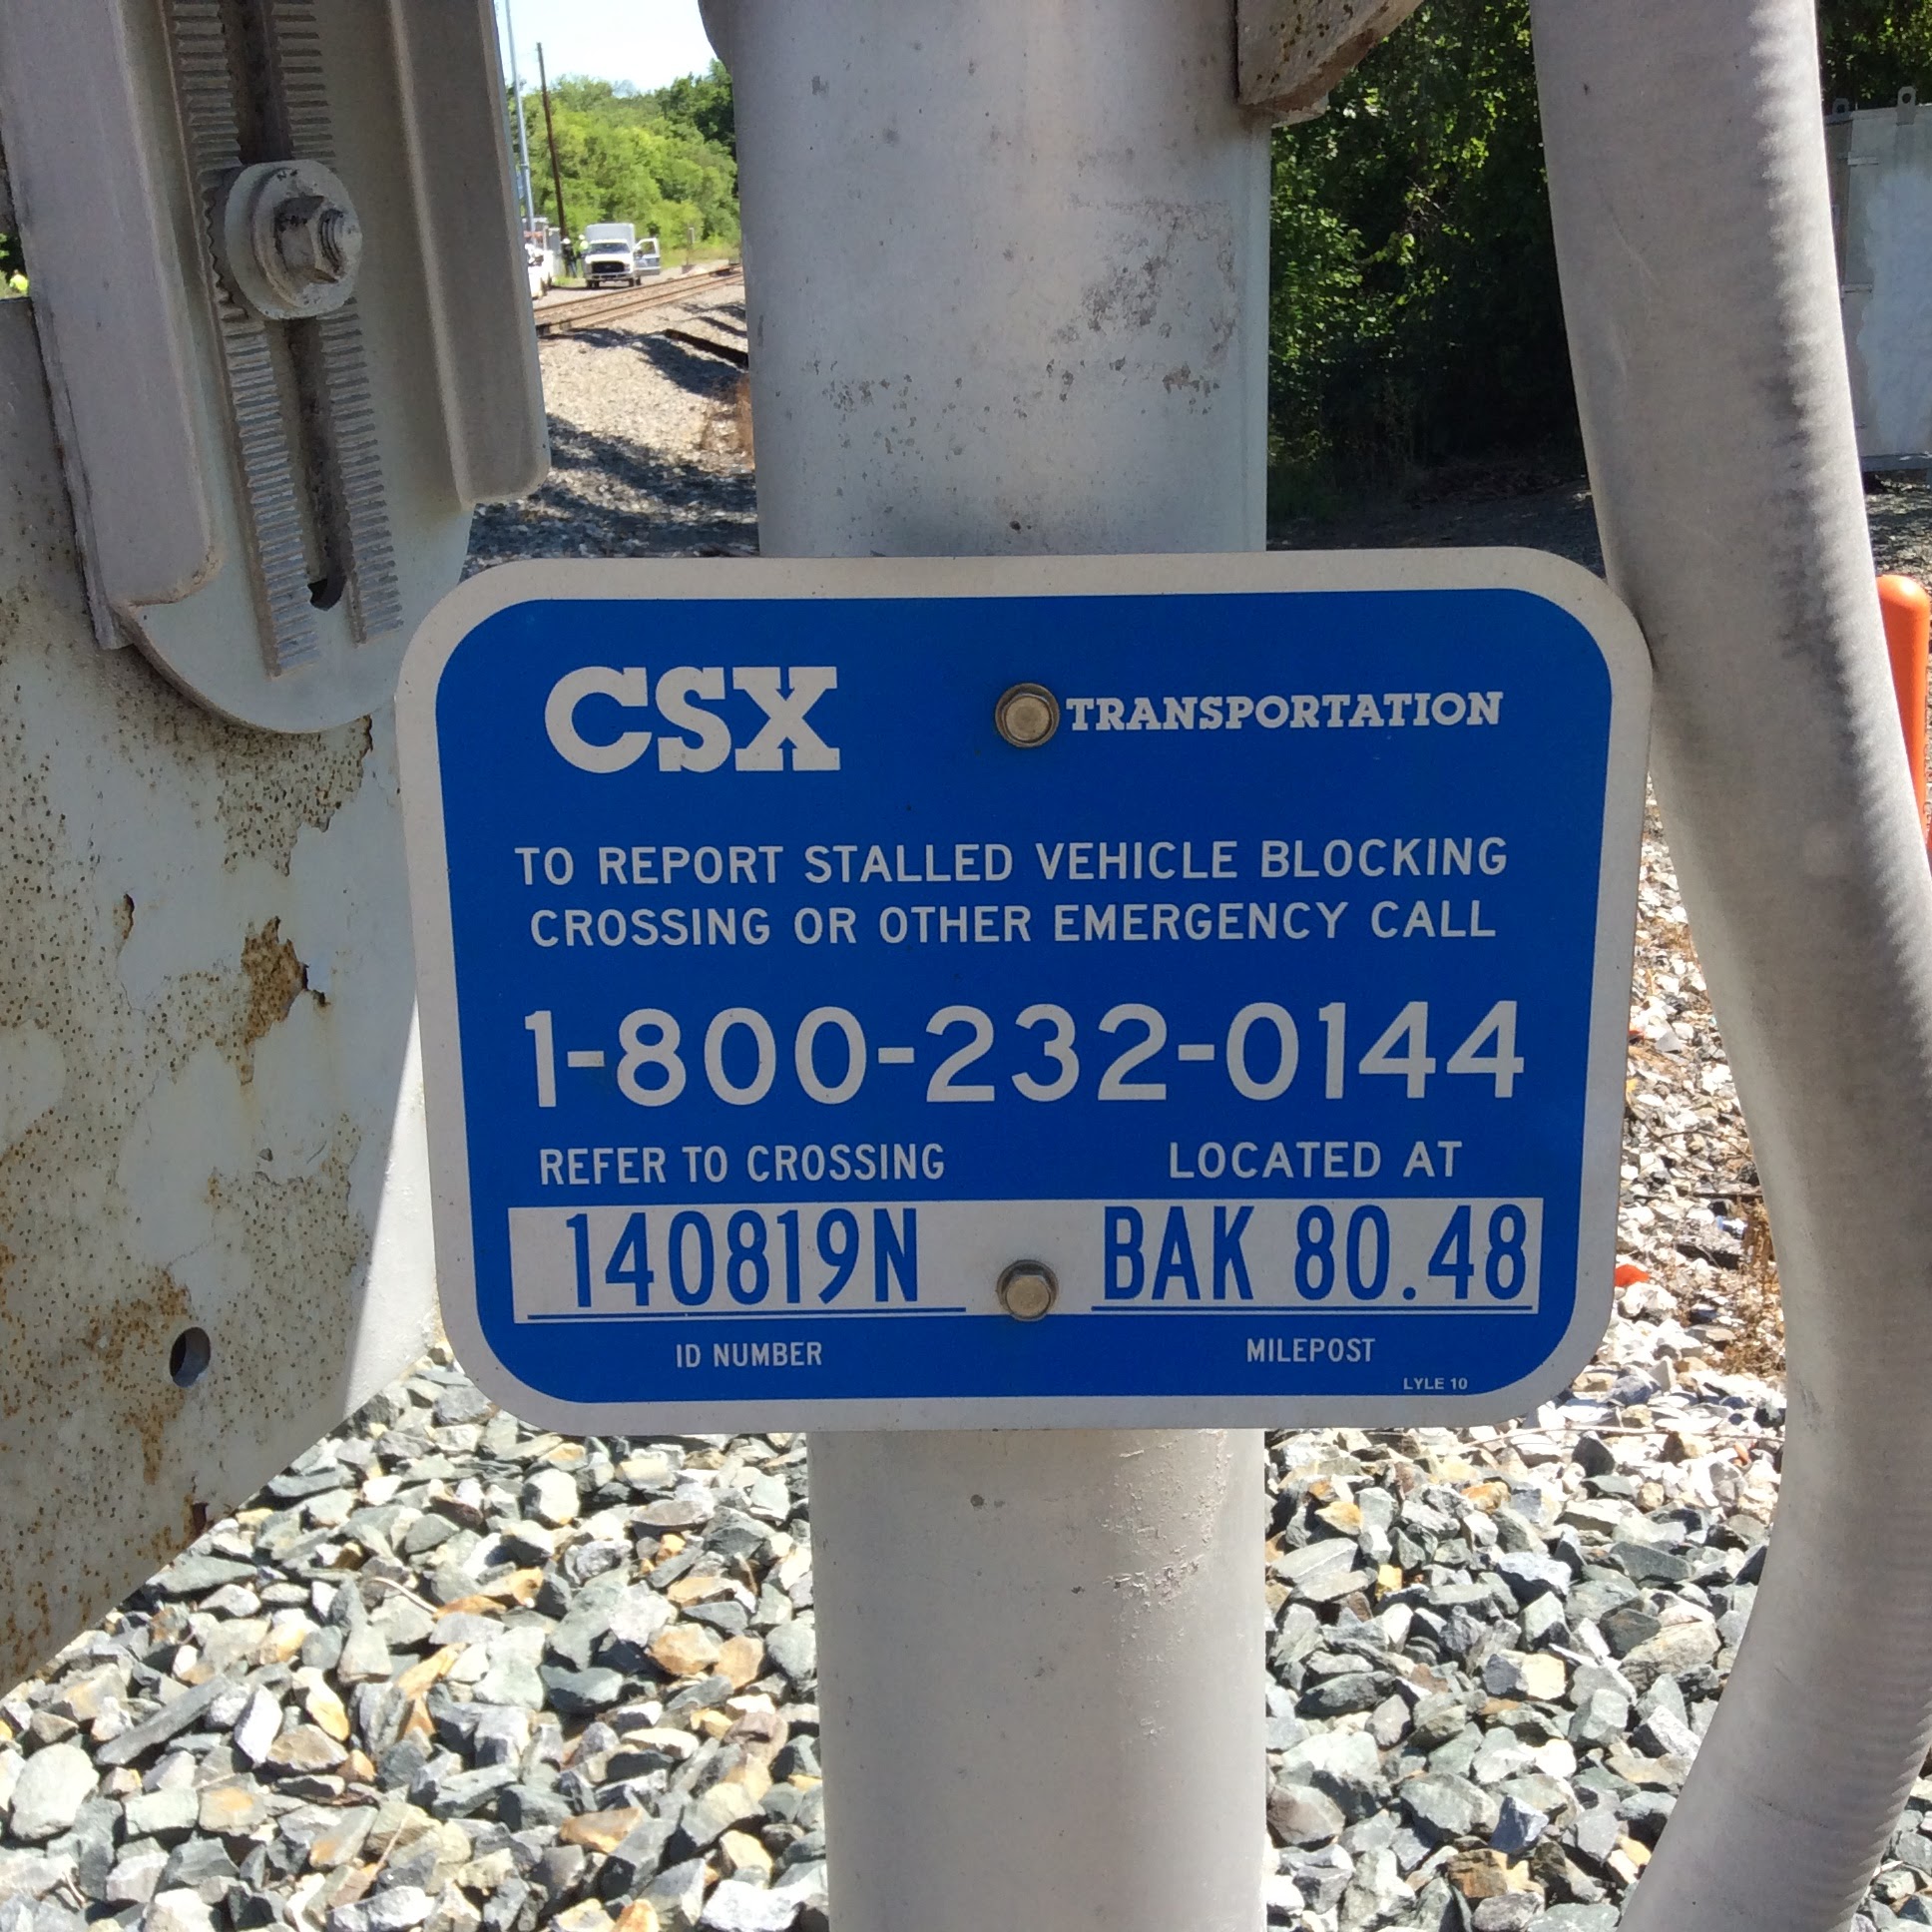 CSX TRANSPORTATION
TO REPORT STALLED VEHICLE BLOCKING
CROSSING OR OTHER EMERGENCY CALL
1-800-232-0144
REFER TO CROSSING LOCATED AT
140819N BAK 80.48
ID NUMBER MILEPOST
LYLE 10